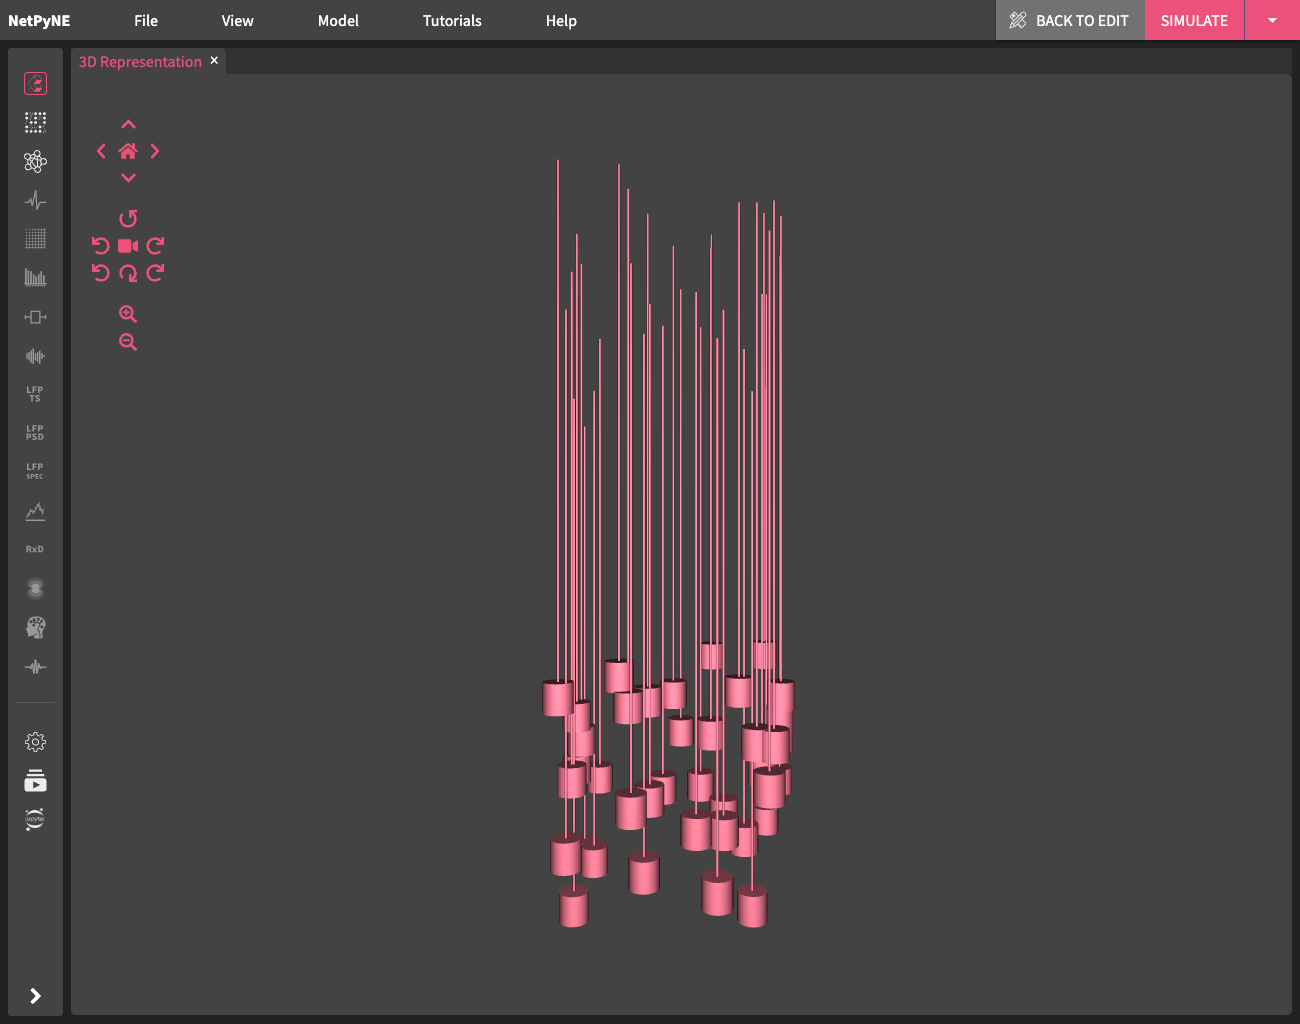 NetPyNE File View Model Tutorials Help BACK TO EDIT SIMULATE
3D Representation ×
LFP
TS
LFP
PSD
LFP
SPEC
RxD
jupyter